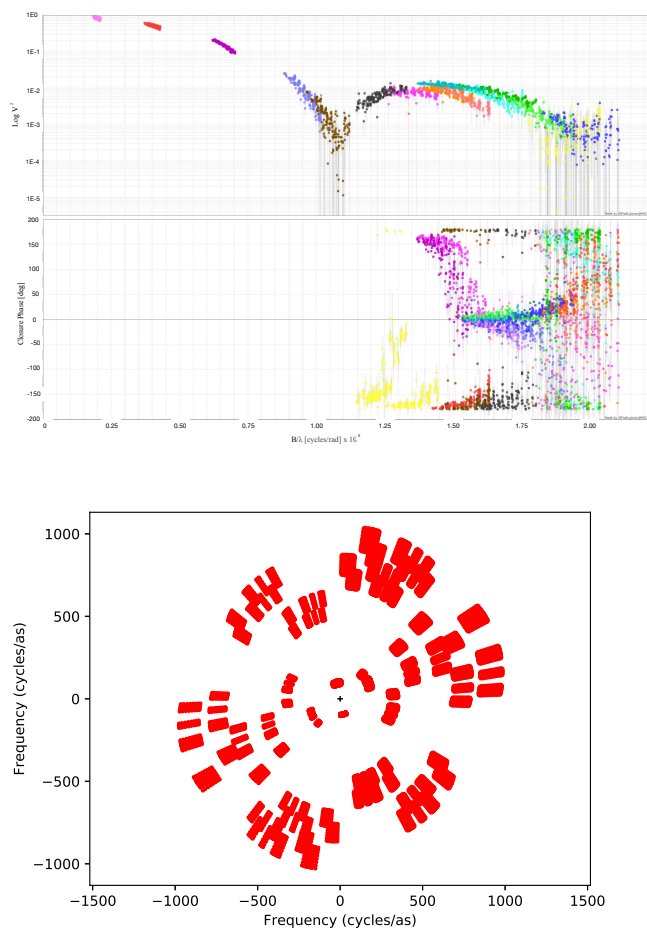 1E0
1E-1
1E-2
1E-3
1E-4
1E-5
Log V²
200
150
100
50
0
-50
-100
-150
-200
Closure Phase [deg]
0
0.25
0.50
0.75
1.00
1.25
1.50
1.75
2.00
B/λ [cycles/rad] x 10⁸
1000
500
0
−500
−1000
Frequency (cycles/as)
−1500
−1000
−500
0
500
1000
1500
Frequency (cycles/as)